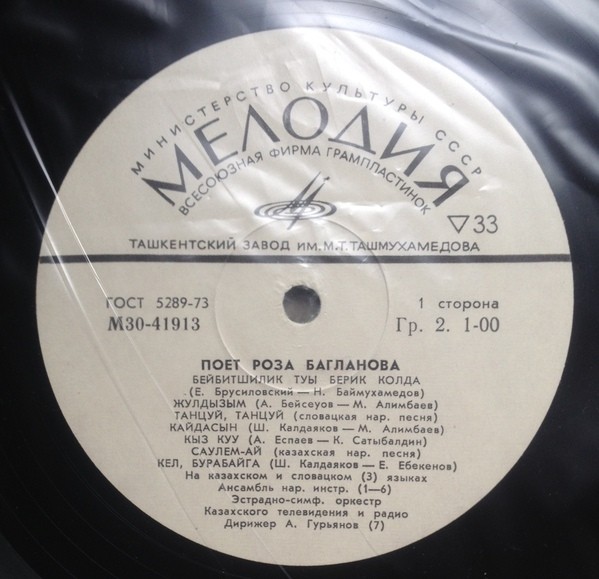 МИНИСТЕРСТВО КУЛЬТУРЫ СССР
МЕЛОДИЯ
ВСЕСОЮЗНАЯ ФИРМА ГРАМПЛАСТИНОК
▽33
ТАШКЕНТСКИЙ ЗАВОД ИМ. М.Т. ТАШМУХАМЕДОВА
ГОСТ 5289-73 1 сторона
М30-41913 Гр. 2. 1-00
ПОЕТ РОЗА БАГЛАНОВА
БЕЙБИТШИЛИК ТУЫ БЕРИК КОЛДА
(Е. Брусиловский — Н. Баймухамедов)
ЖУЛДЫЗЫМ (А. Бейсеуов — М. Алимбаев)
ТАНЦУЙ, ТАНЦУЙ (словацкая нар. песня)
КАЙДАСЫН (Ш. Калдаяков — М. Алимбаев)
КЫЗ КУУ (А. Еспаев — К. Сатыбалдин)
САУЛЕМ-АЙ (казахская нар. песня)
КЕЛ, БУРАБАЙГА (Ш. Калдаяков — Е. Ебекенов)
На казахском и словацком (3) языках
Ансамбль нар. инстр. (1—6)
Эстрадно-симф. оркестр
Казахского телевидения и радио
Дирижер А. Гурьянов (7)